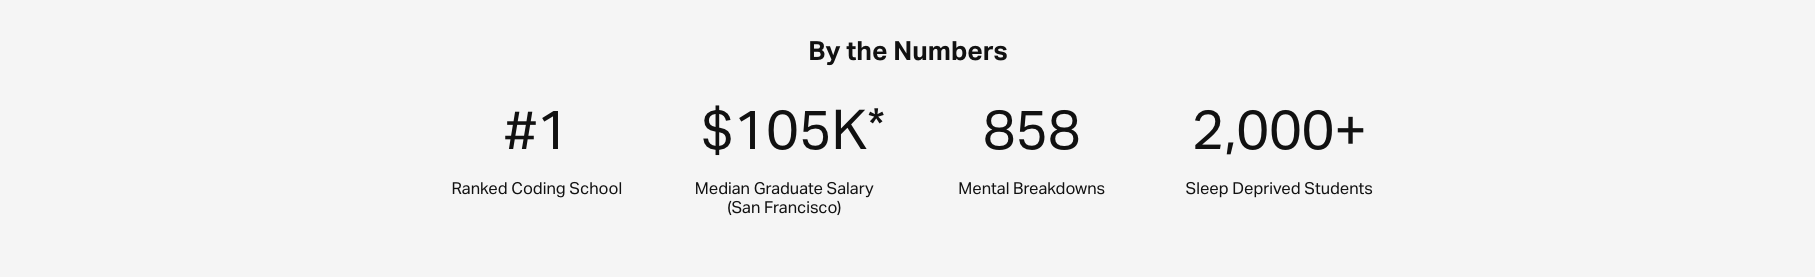 By the Numbers
#1
Ranked Coding School
$105K*
Median Graduate Salary
(San Francisco)
858
Mental Breakdowns
2,000+
Sleep Deprived Students